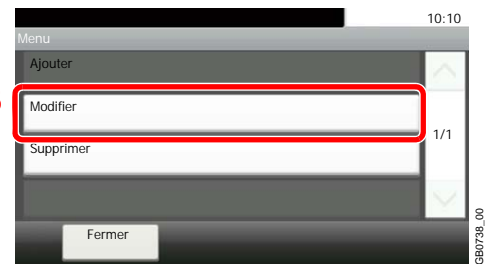 10:10
Menu
Ajouter
Modifier
1/1
Supprimer
Fermer
GB0738_00